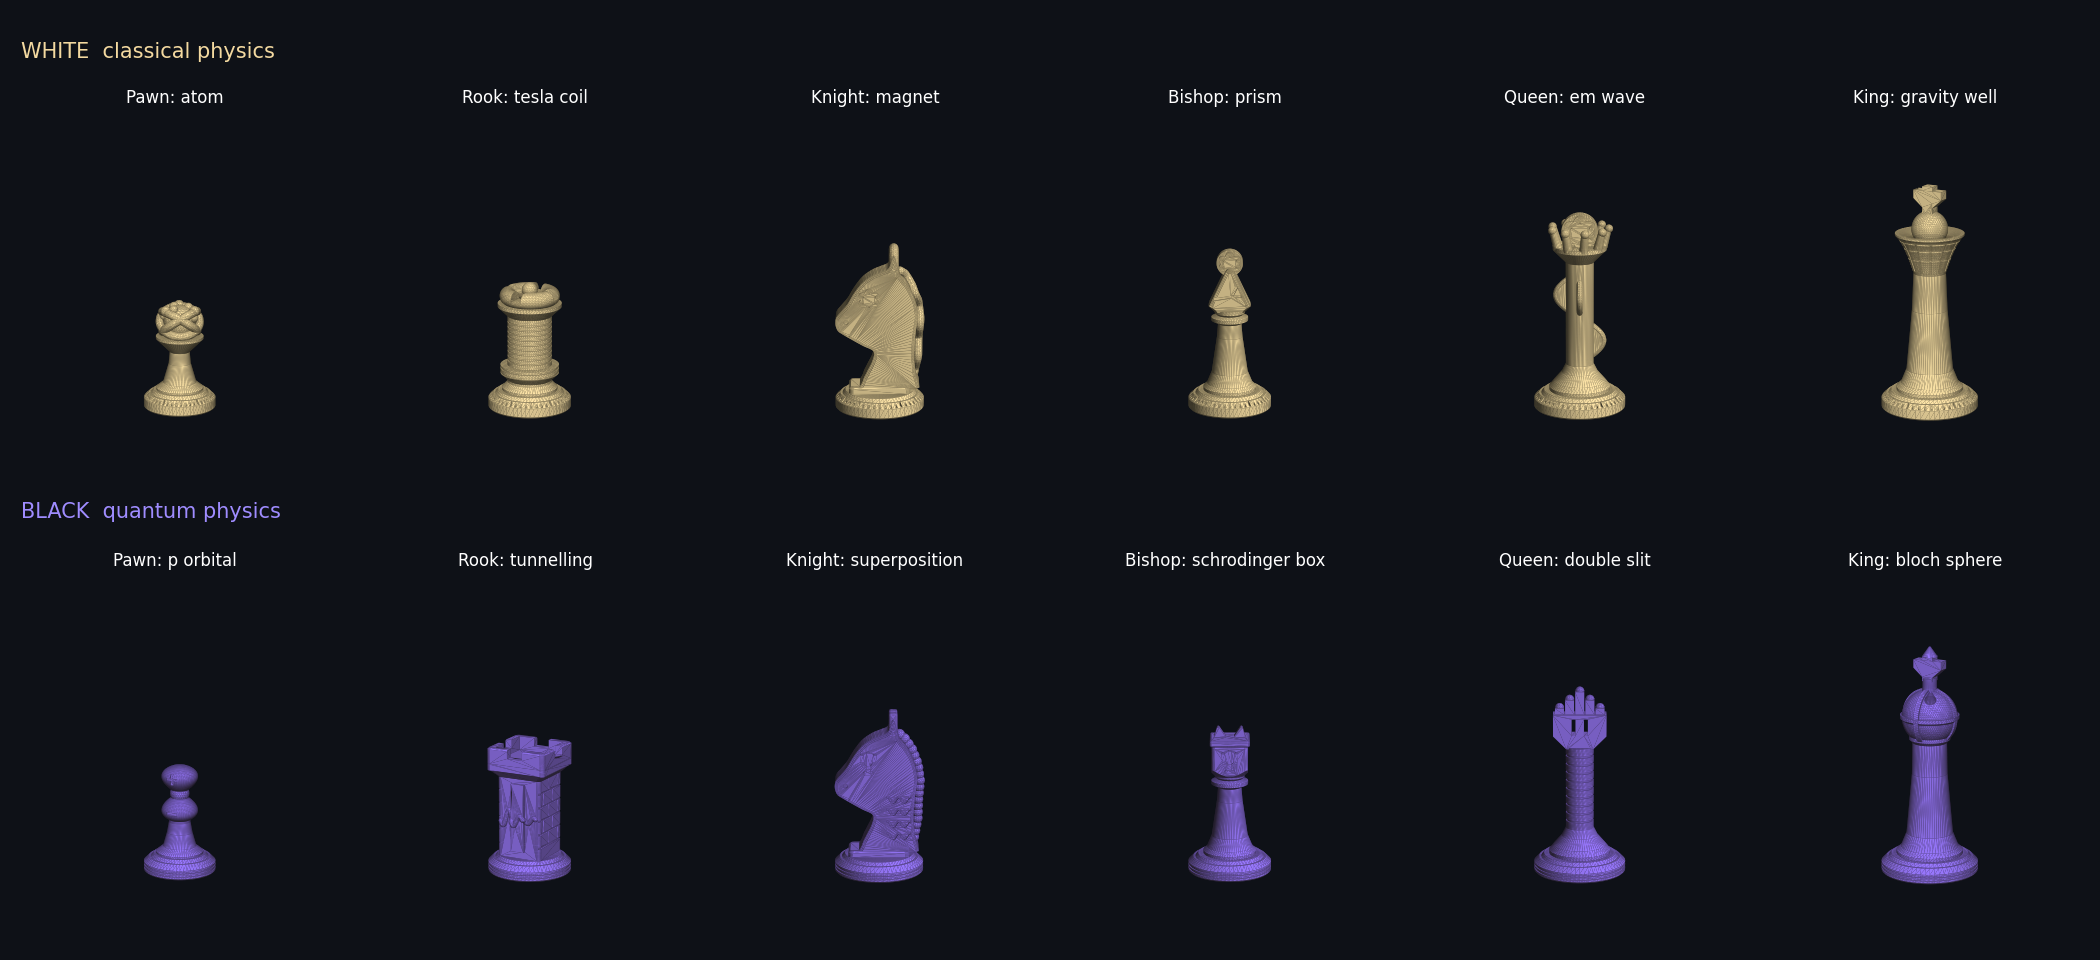 WHITE  classical physics
Pawn: atom
Rook: tesla coil
Knight: magnet
Bishop: prism
Queen: em wave
King: gravity well
BLACK  quantum physics
Pawn: p orbital
Rook: tunnelling
Knight: superposition
Bishop: schrodinger box
Queen: double slit
King: bloch sphere